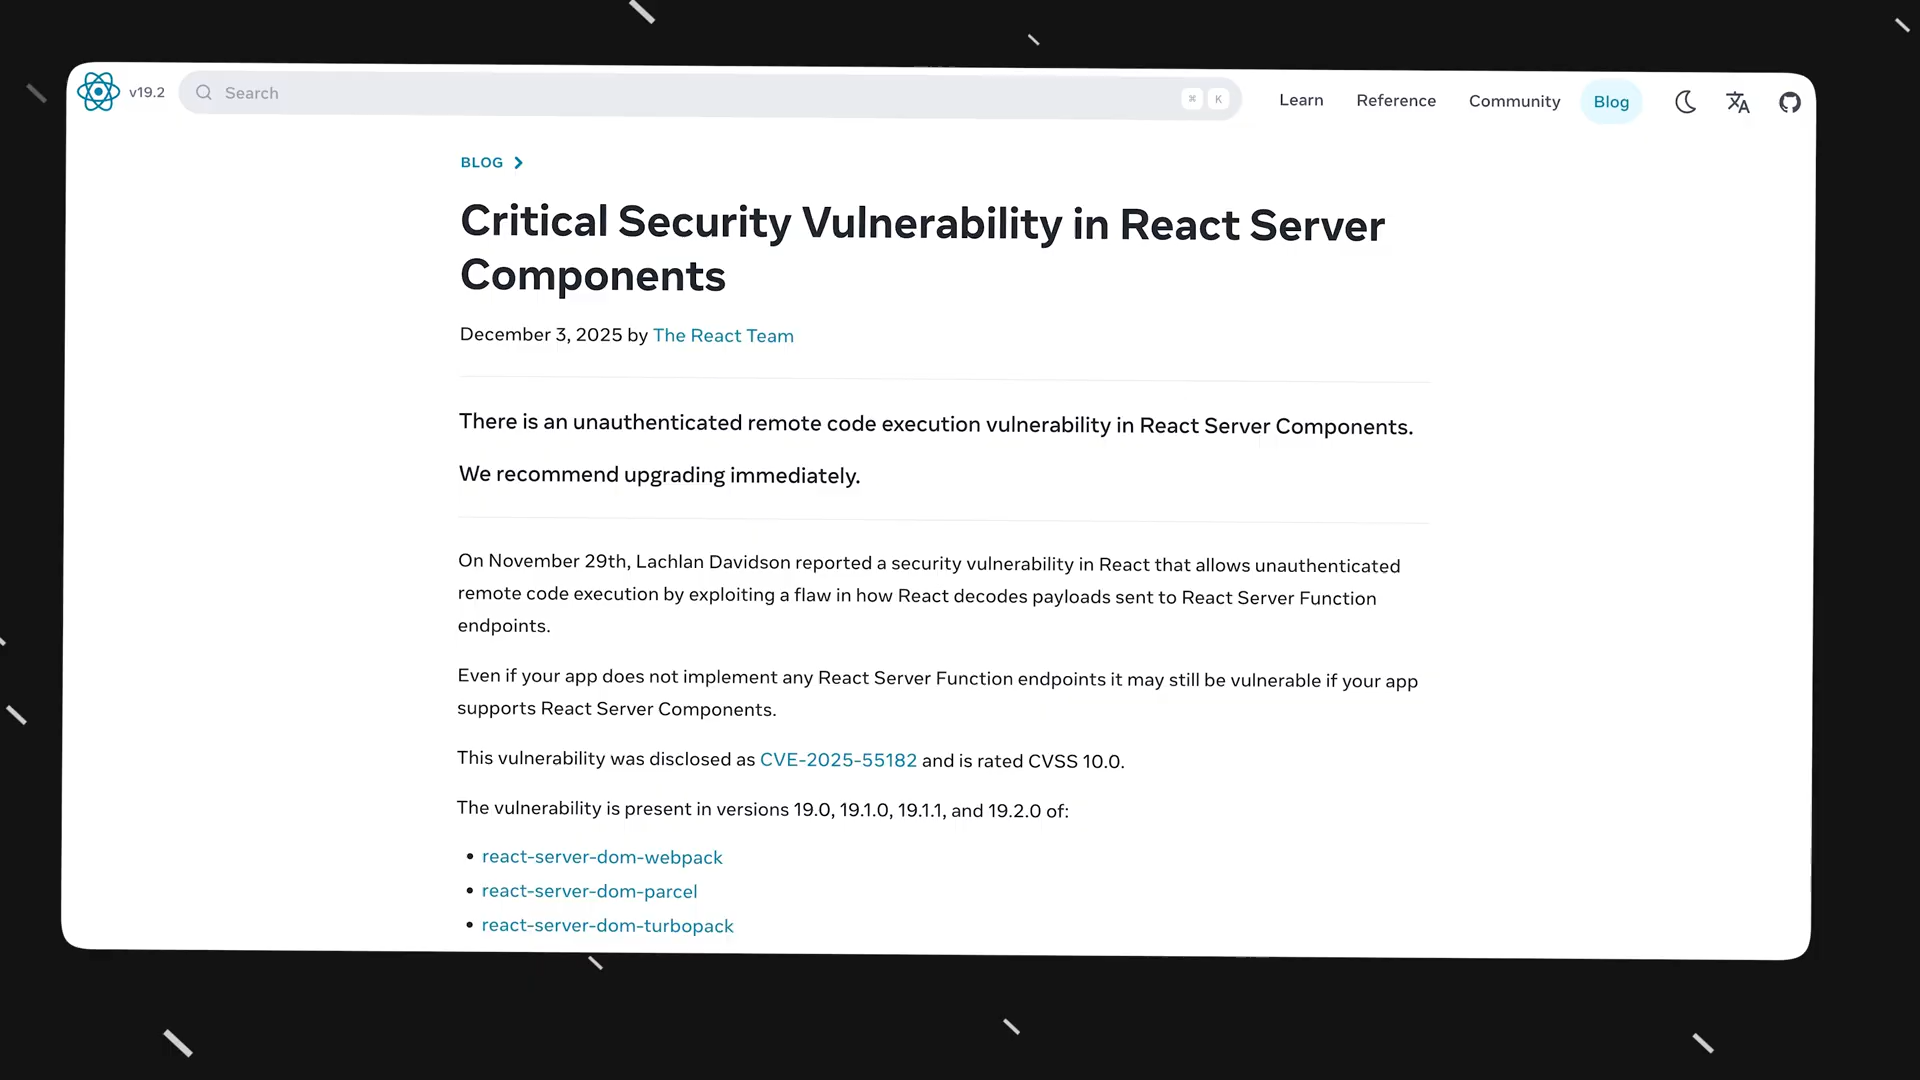 v19.2
Search
⌘ K
Learn
Reference
Community
Blog
BLOG
Critical Security Vulnerability in React Server
Components
December 3, 2025 by The React Team
There is an unauthenticated remote code execution vulnerability in React Server Components.
We recommend upgrading immediately.
On November 29th, Lachlan Davidson reported a security vulnerability in React that allows unauthenticated
remote code execution by exploiting a flaw in how React decodes payloads sent to React Server Function
endpoints.
Even if your app does not implement any React Server Function endpoints it may still be vulnerable if your app
supports React Server Components.
This vulnerability was disclosed as CVE-2025-55182 and is rated CVSS 10.0.
The vulnerability is present in versions 19.0, 19.1.0, 19.1.1, and 19.2.0 of:
• react-server-dom-webpack
• react-server-dom-parcel
• react-server-dom-turbopack